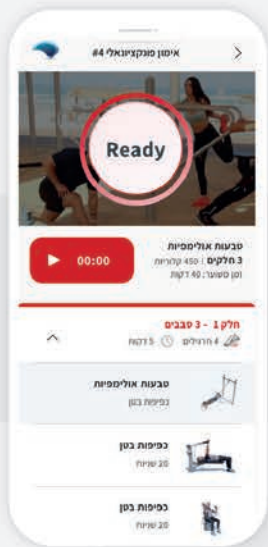 אימון פונקציונאלי #4
Ready
טבעות אולימפיות
3 חלקים | 450 קלוריות
זמן משוער: 40 דקות
00:00
חלק 1 - 3 סבבים
4 תרגילים 5 דקות
טבעות אולימפיות
כפיפות בטן
כפיפות בטן
20 שניות
כפיפות בטן
20 שניות